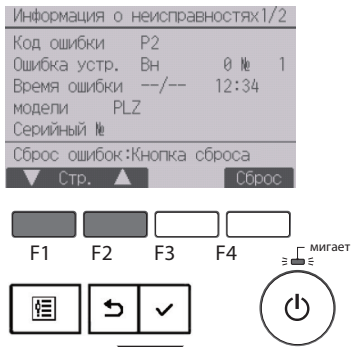 Информация о неисправностях1/2
Код ошибки P2
Ошибка устр. Вн 0 № 1
Время ошибки --/-- 12:34
модели PLZ
Серийный №
Сброс ошибок:Кнопка сброса
▼ Стр. ▲ Сброс
F1 F2 F3 F4
мигает